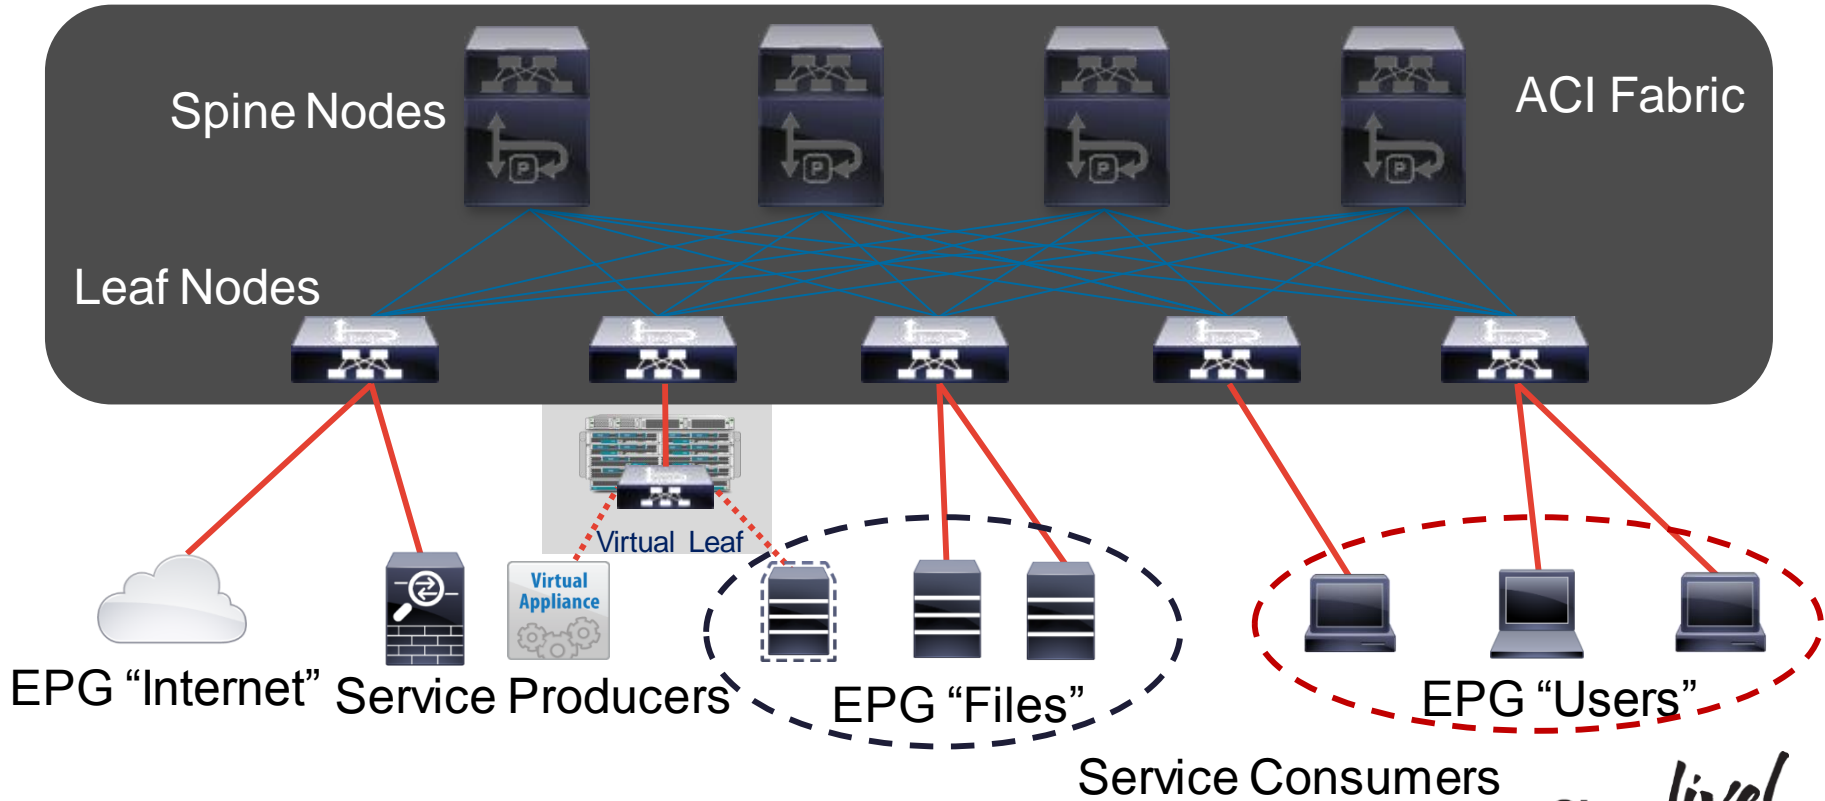 Spine Nodes
ACI Fabric
P
P
P
P
Leaf Nodes
Virtual Leaf
Virtual
Appliance
EPG “Internet”
Service Producers
EPG “Files”
EPG “Users”
Service Consumers
live!